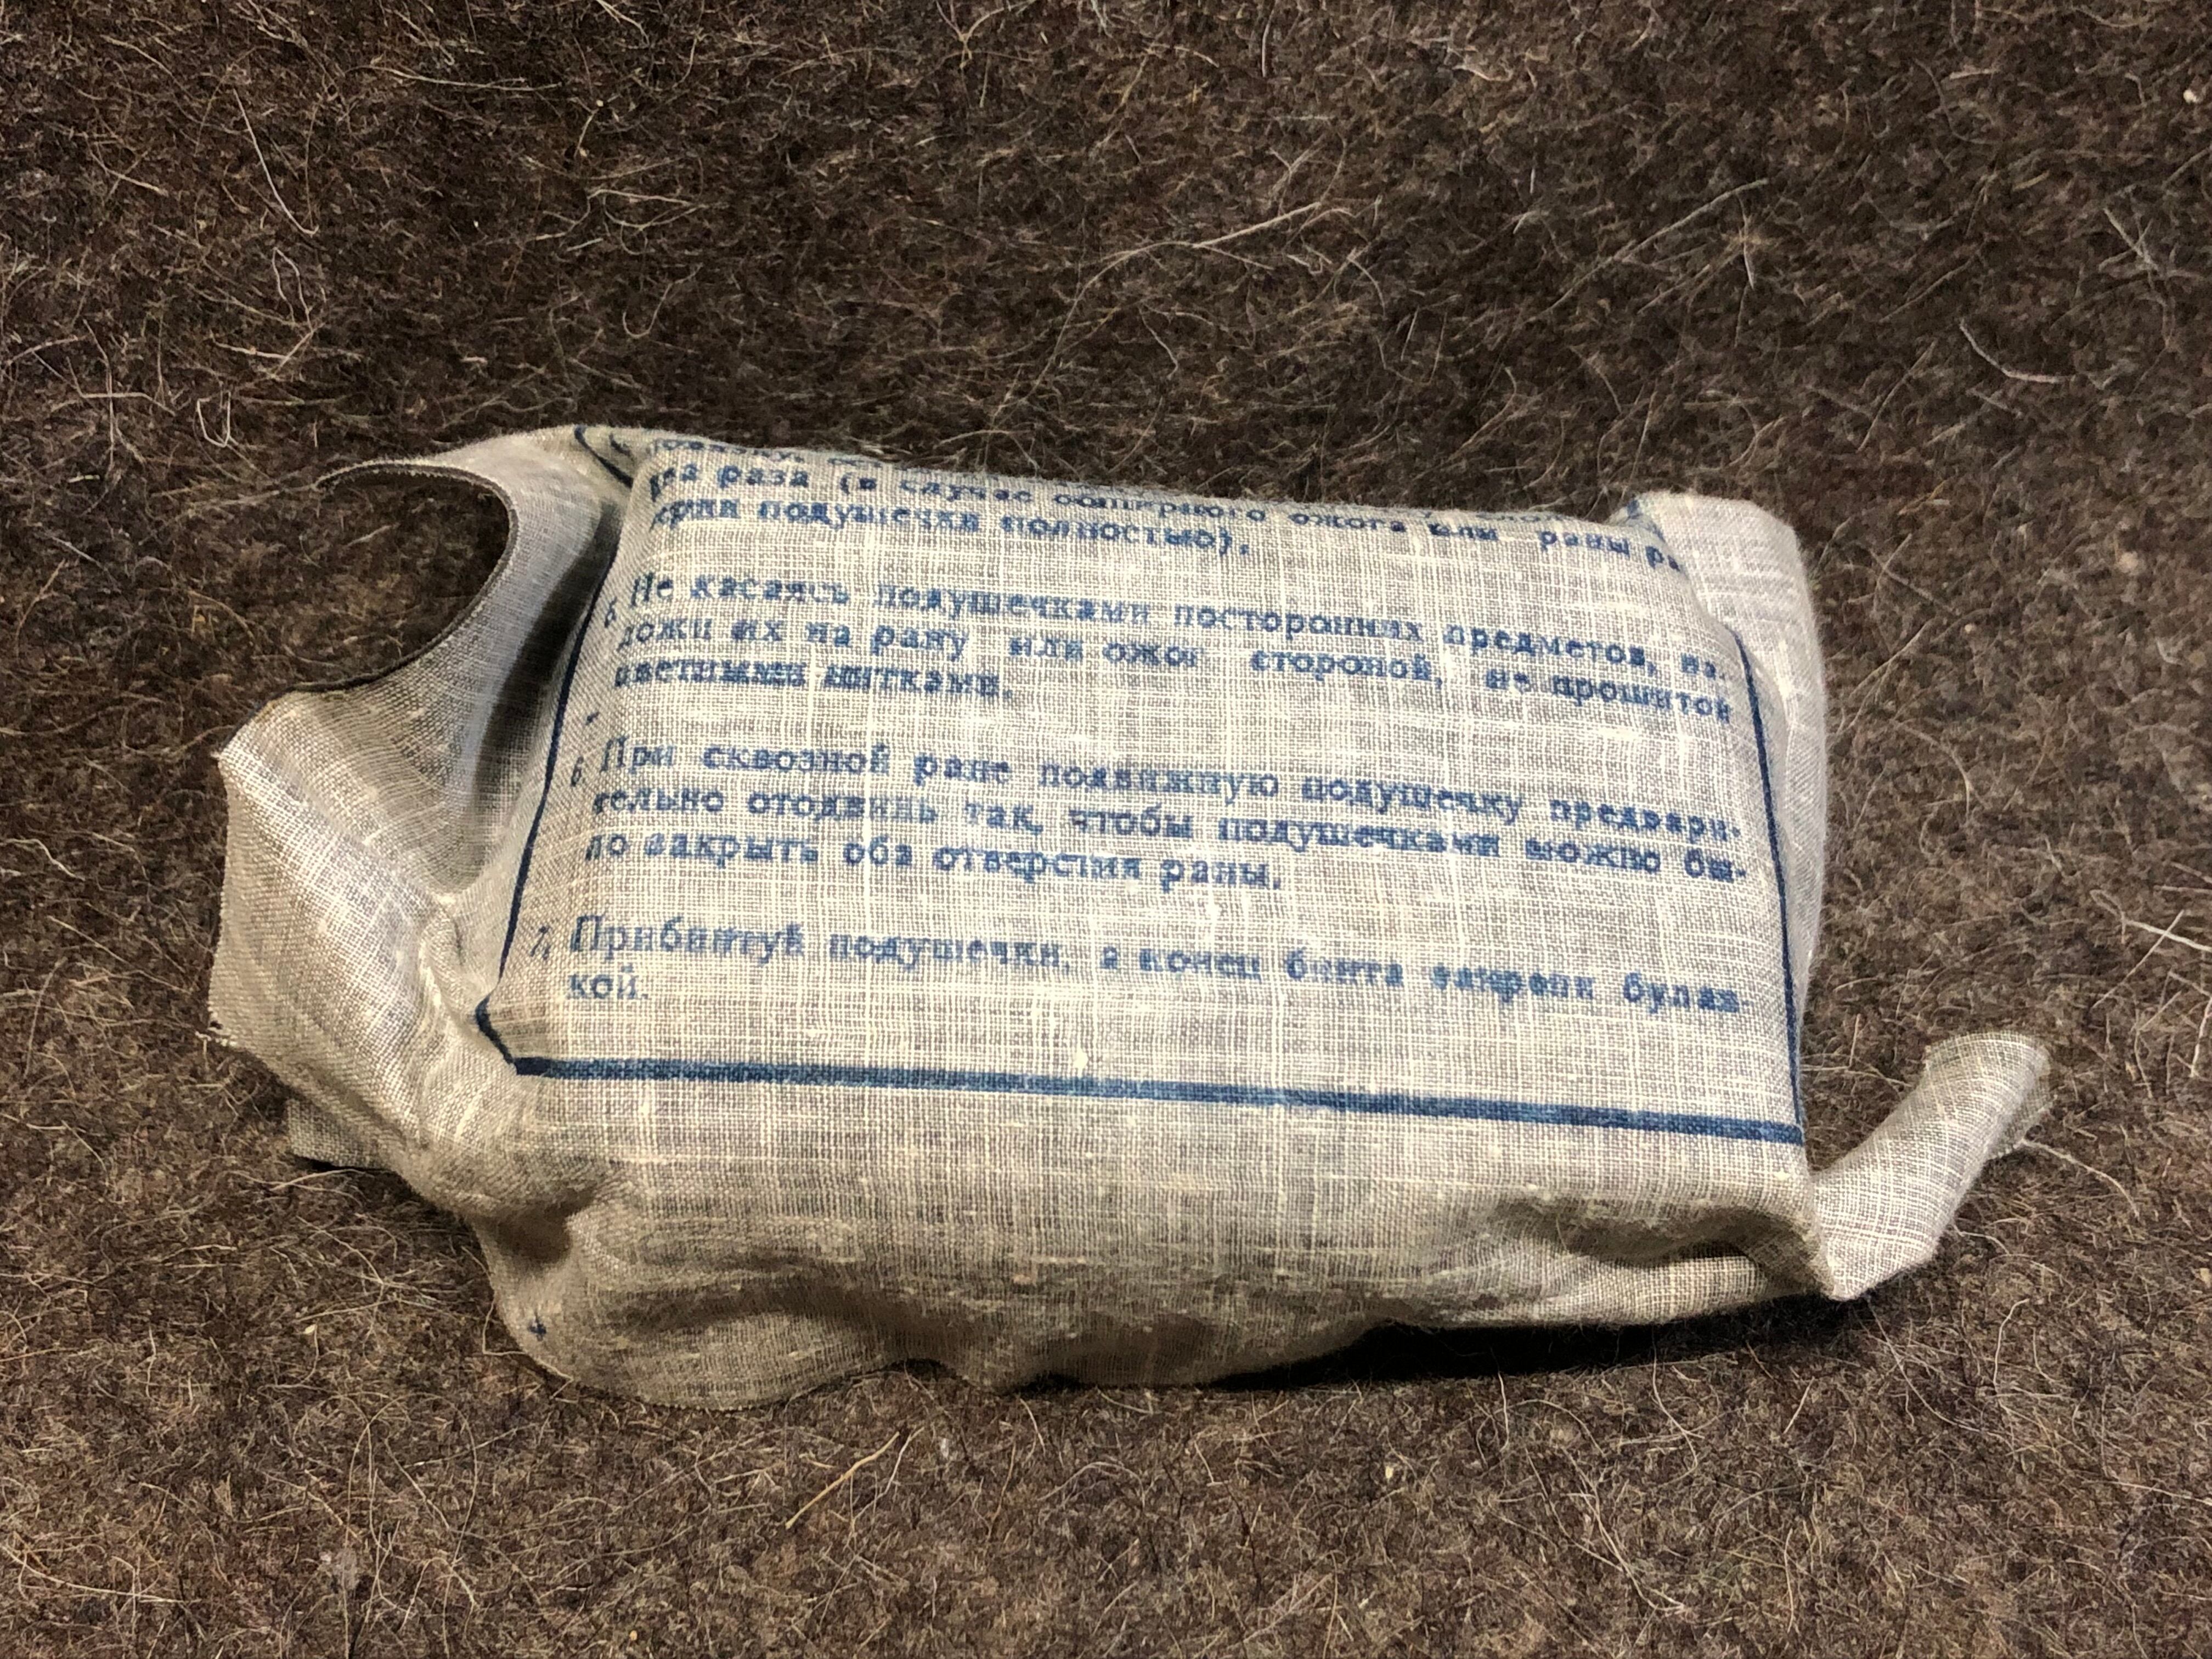 два раза (в случае обширного ожога или раны
подушечки полностью).
Не касаясь подушечками посторонних предметов, на-
ложи их на рану или ожог стороной, не прошитой
цветными нитками.
6. При сквозной ране подвижную подушечку предвари-
тельно отодвинь так, чтобы подушечками можно бы-
ло закрыть оба отверстия раны.
7. Прибинтуй подушечки, а конец бинта закрепи булав-
кой.